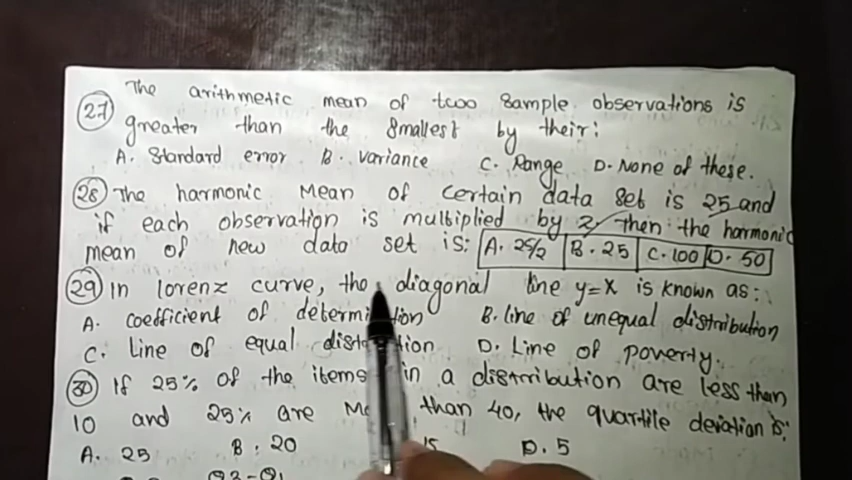 27 The arithmetic mean of two sample observations is
greater than the smallest by their:
A. Standard error B. variance C. Range D. None of these.
28 The harmonic Mean of certain data set is 25 and
if each observation is multiplied by 2, then the harmonic
mean of new data set is: A. 25/2 B. 25 C. 100 D. 50
29 In lorenz curve, the diagonal line y=x is known as:
A. coefficient of B. line of unequal distribution
C. Line of equal D. Line of poverty.
30 If 25% of the items in a distribution are less than
10 and 25% are than 40, the quartile deviation is:
A. 25 B. 20 15 D. 5
Q3-Q1